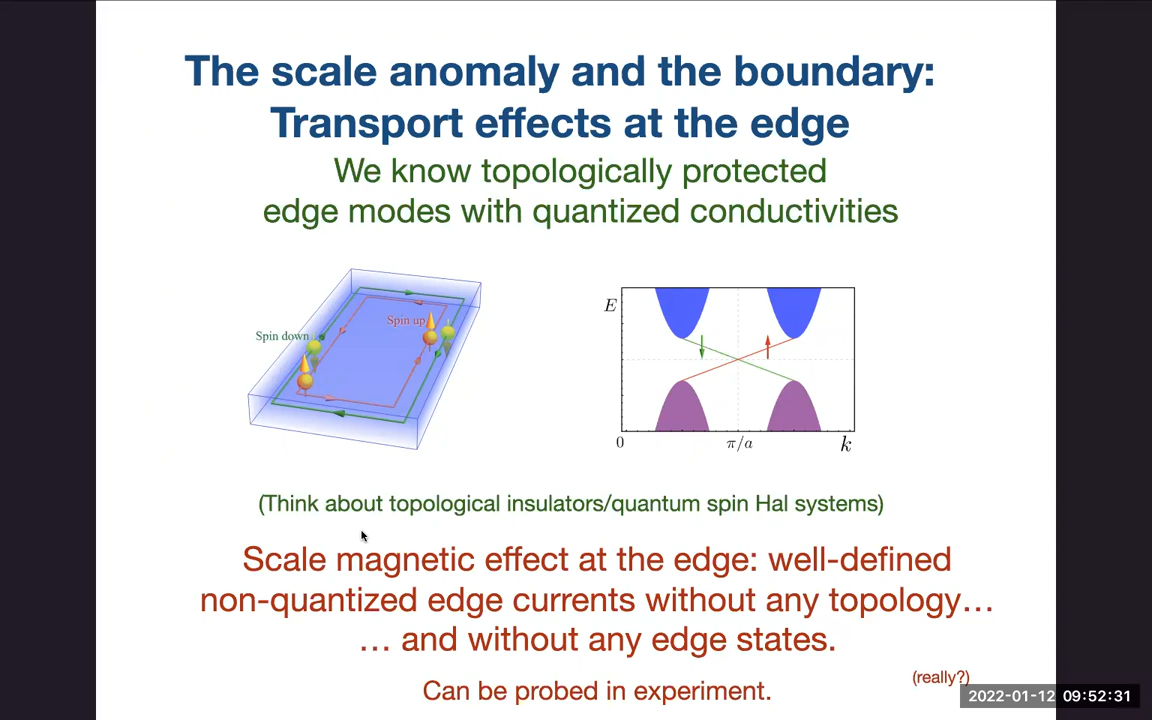 The scale anomaly and the boundary:
Transport effects at the edge
We know topologically protected
edge modes with quantized conductivities
Spin up
Spin down
E
0
π/a
k
(Think about topological insulators/quantum spin Hal systems)
Scale magnetic effect at the edge: well-defined
non-quantized edge currents without any topology…
… and without any edge states.
(really?)
Can be probed in experiment.
2022-01-12 09:52:31